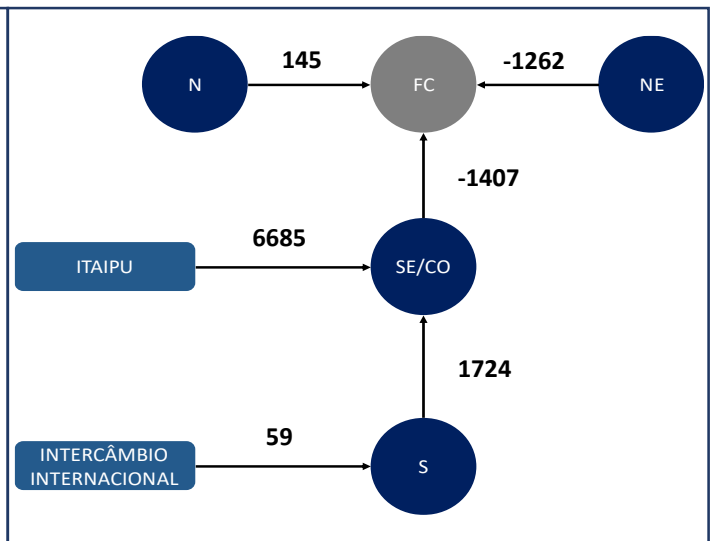 145
-1262
N
FC
NE
-1407
6685
ITAIPU
SE/CO
1724
59
INTERCÂMBIO
INTERNACIONAL
S